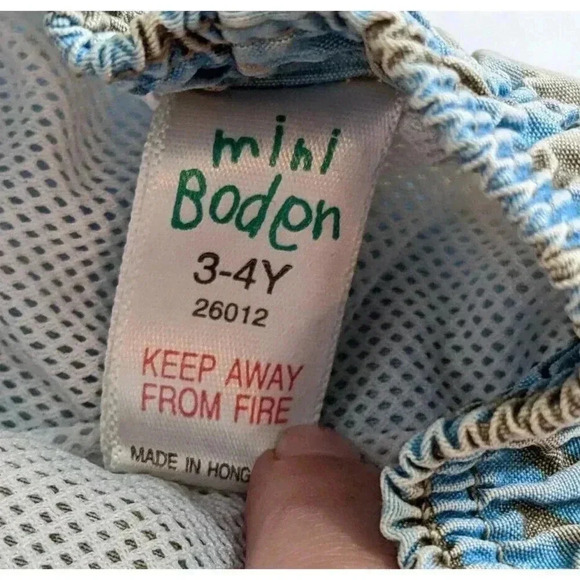 mini
Boden
3-4Y
26012
KEEP AWAY
FROM FIRE
MADE IN HONG